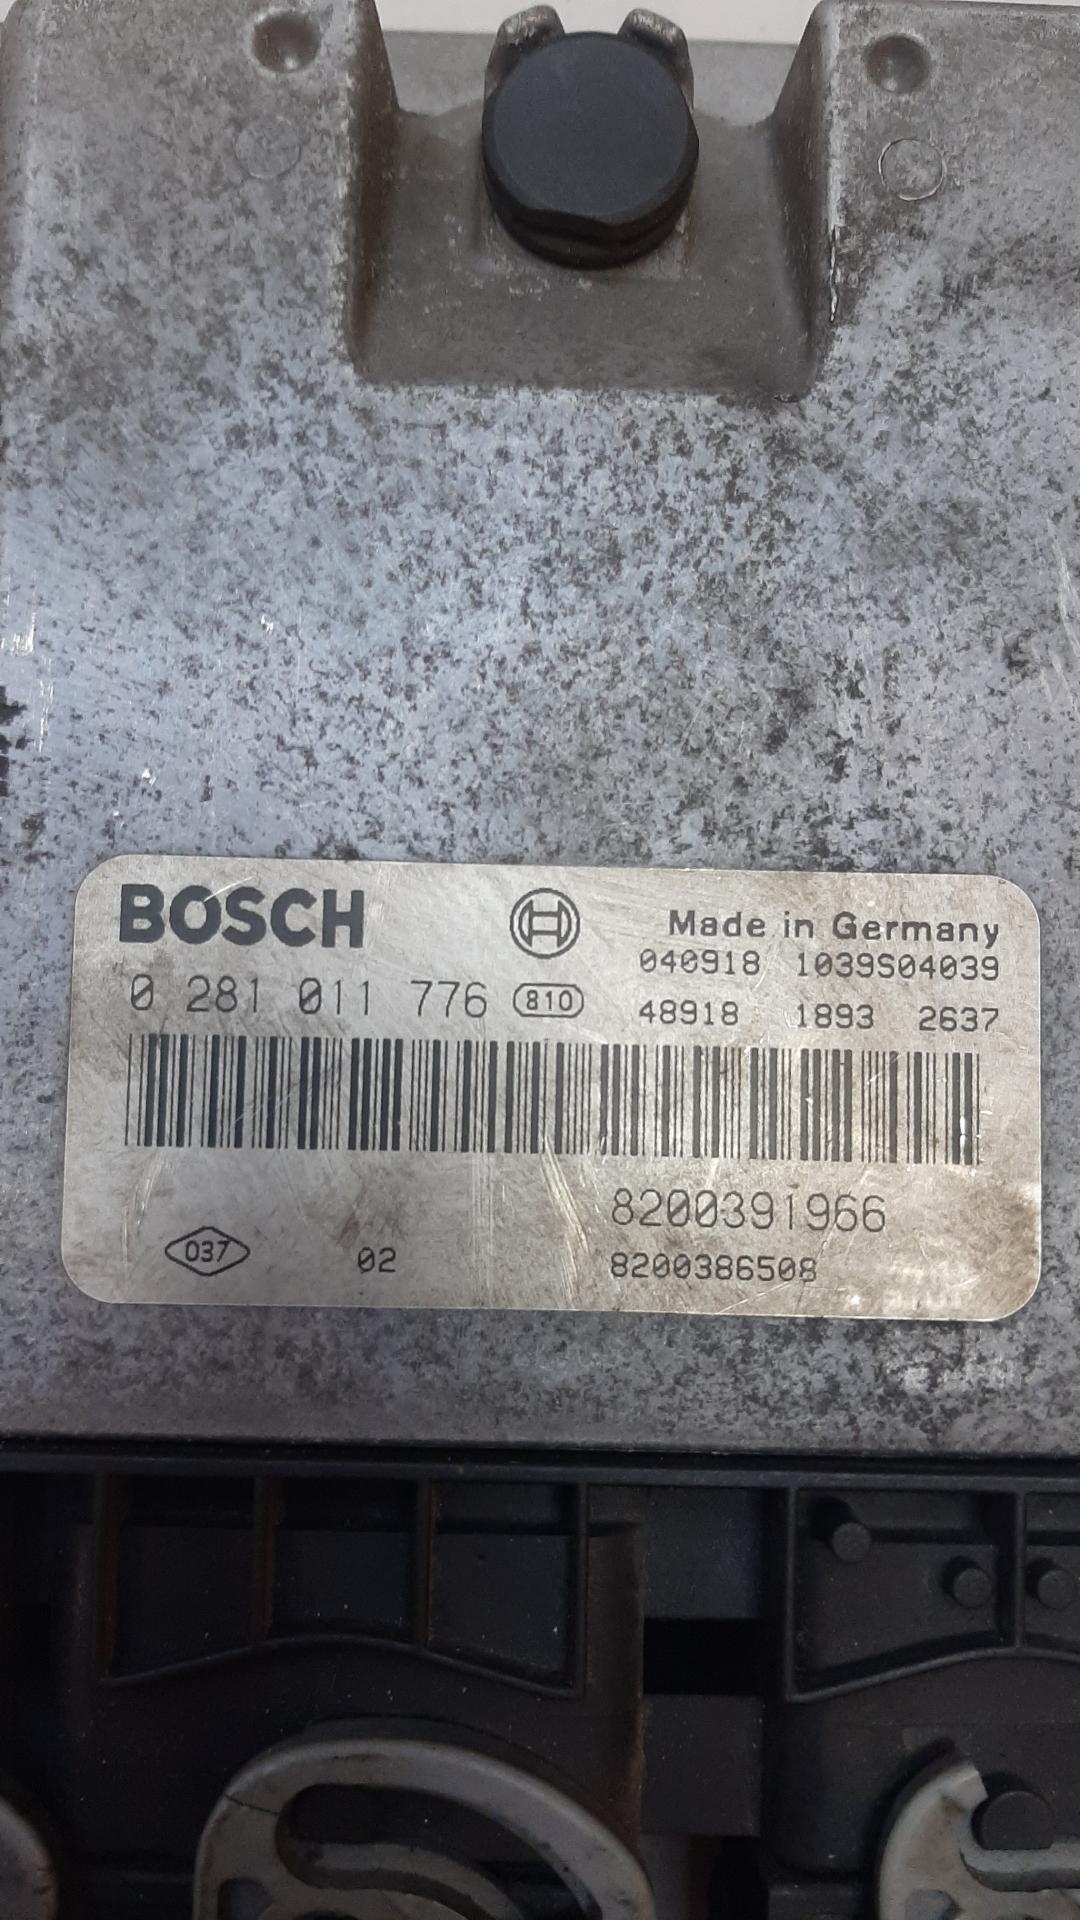 BOSCH
Made in Germany
040918 1039S04039
0 281 011 776 810
48918 1893 2637
8200391966
037 02 8200386508